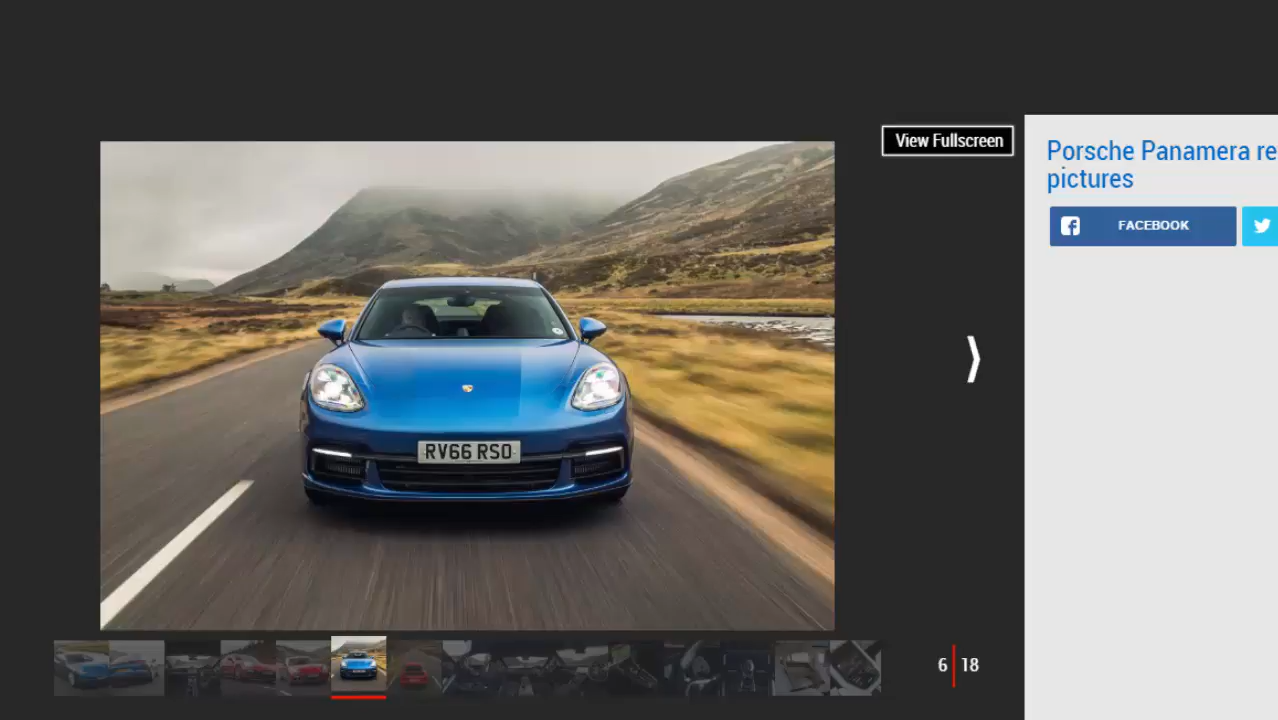 View Fullscreen
Porsche Panamera re
pictures
FACEBOOK
RV66 RSO
6 18